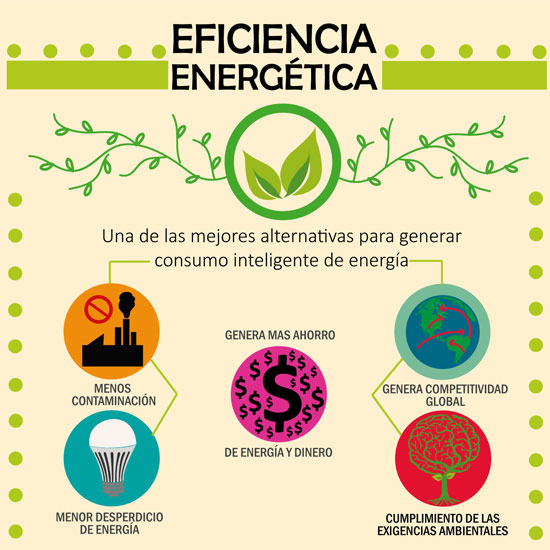 EFICIENCIA
ENERGÉTICA
Una de las mejores alternativas para generar
consumo inteligente de energía
MENOS
CONTAMINACIÓN
GENERA MAS AHORRO
DE ENERGÍA Y DINERO
GENERA COMPETITIVIDAD
GLOBAL
MENOR DESPERDICIO
DE ENERGÍA
CUMPLIMIENTO DE LAS
EXIGENCIAS AMBIENTALES